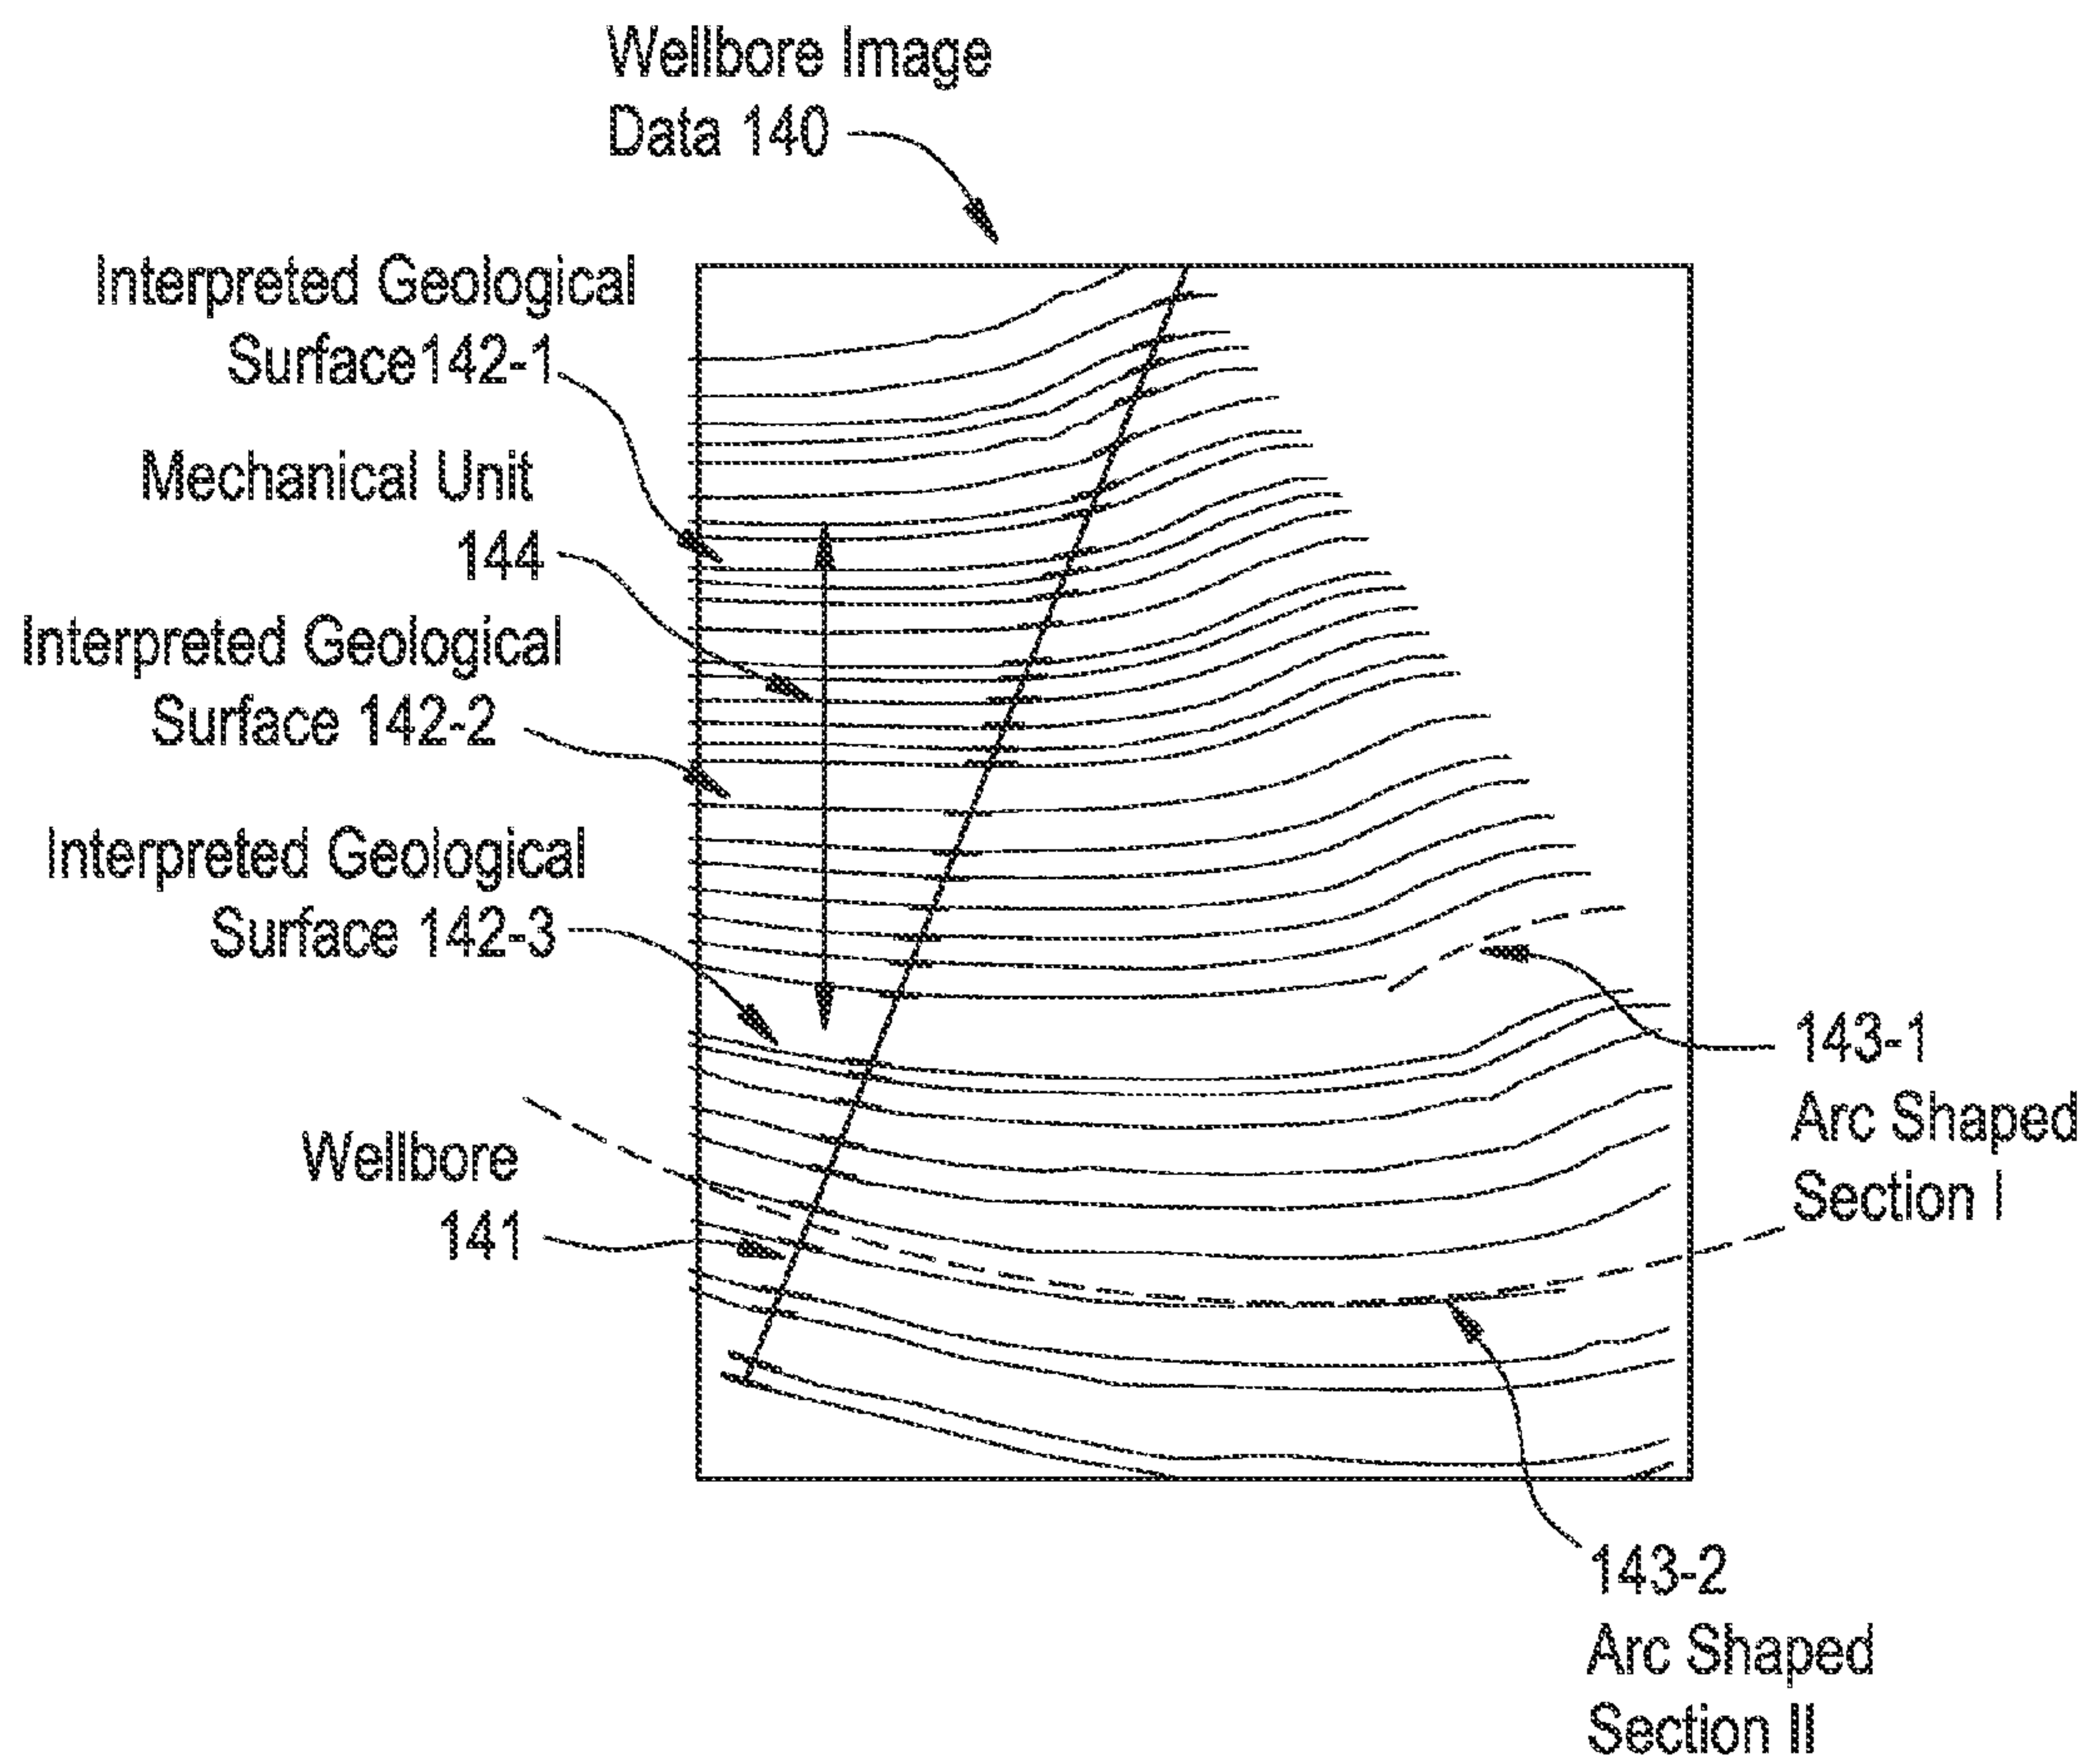 Wellbore Image
Data 140
Interpreted Geological
Surface142-1
Mechanical Unit
144
Interpreted Geological
Surface 142-2
Interpreted Geological
Surface 142-3
Wellbore
141
143-1
Arc Shaped
Section I
143-2
Arc Shaped
Section II